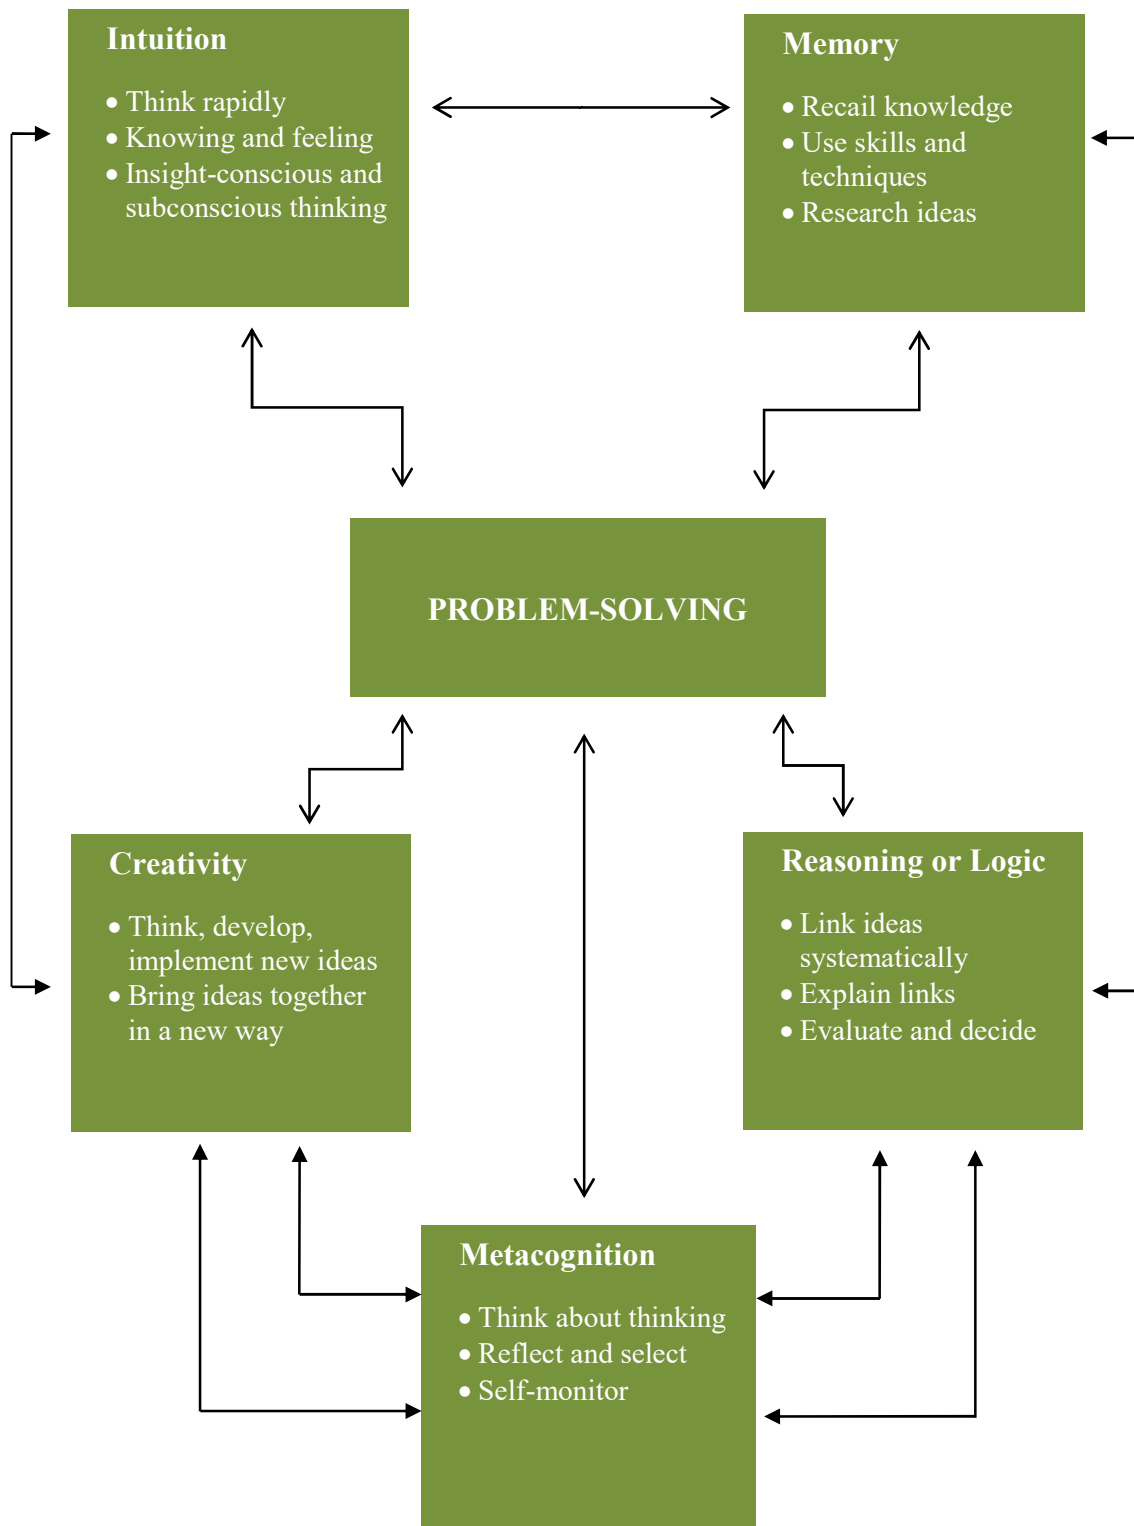 Intuition
• Think rapidly
• Knowing and feeling
• Insight-conscious and
subconscious thinking
Memory
• Recail knowledge
• Use skills and
techniques
• Research ideas
PROBLEM-SOLVING
Creativity
• Think, develop,
implement new ideas
• Bring ideas together
in a new way
Reasoning or Logic
• Link ideas
systematically
• Explain links
• Evaluate and decide
Metacognition
• Think about thinking
• Reflect and select
• Self-monitor